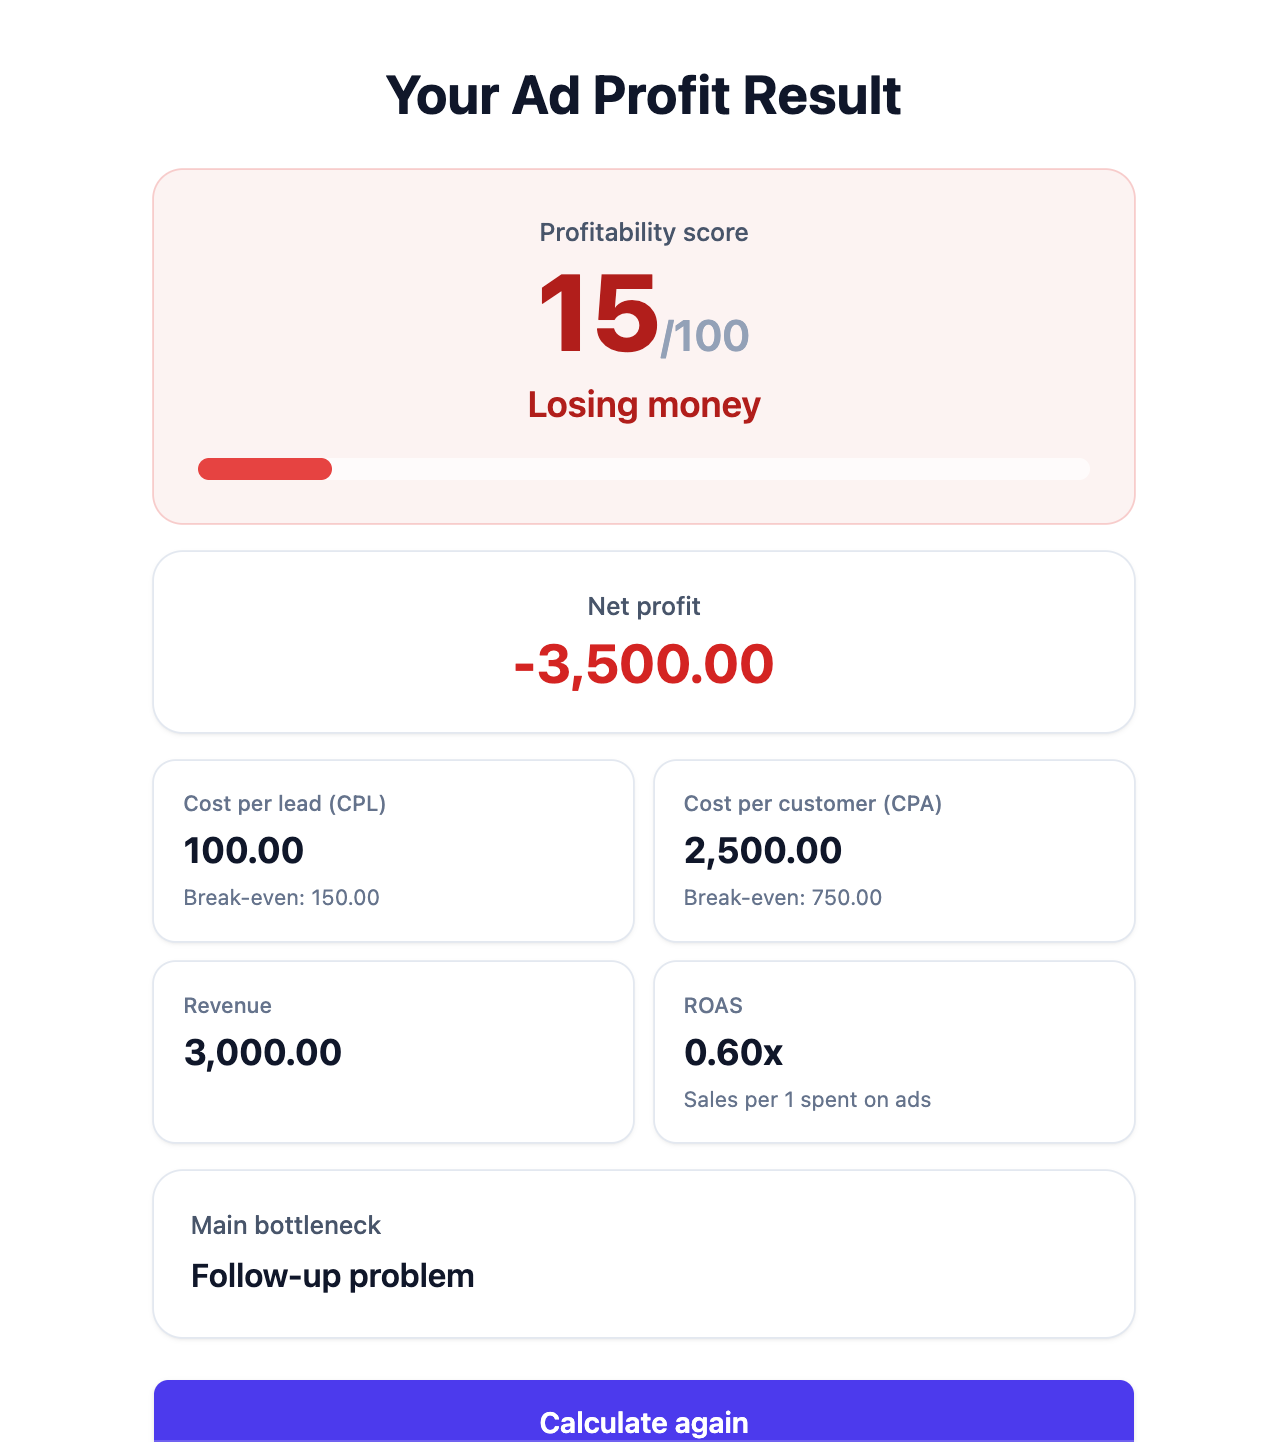 Your Ad Profit Result
Profitability score
15/100
Losing money
Net profit
-3,500.00
Cost per lead (CPL)
100.00
Break-even: 150.00
Cost per customer (CPA)
2,500.00
Break-even: 750.00
Revenue
3,000.00
ROAS
0.60x
Sales per 1 spent on ads
Main bottleneck
Follow-up problem
Calculate again